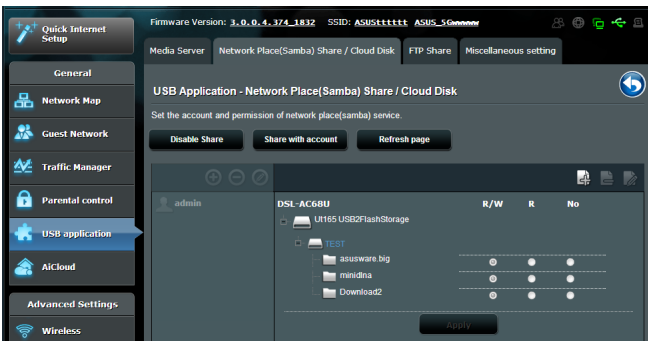 Quick Internet
Setup
Firmware Version: 3.0.0.4.374_1832 SSID: ASUStttttt ASUS_5Gnnnnn
Media Server Network Place(Samba) Share / Cloud Disk FTP Share Miscellaneous setting
General
Network Map
Guest Network
Traffic Manager
Parental control
USB application
AiCloud
Advanced Settings
Wireless
USB Application - Network Place(Samba) Share / Cloud Disk
Set the account and permission of network place(samba) service.
Disable Share Share with account Refresh page
admin
DSL-AC68U R/W R No
Ut165 USB2FlashStorage
TEST
asusware.big
minidlna
Download2
Apply